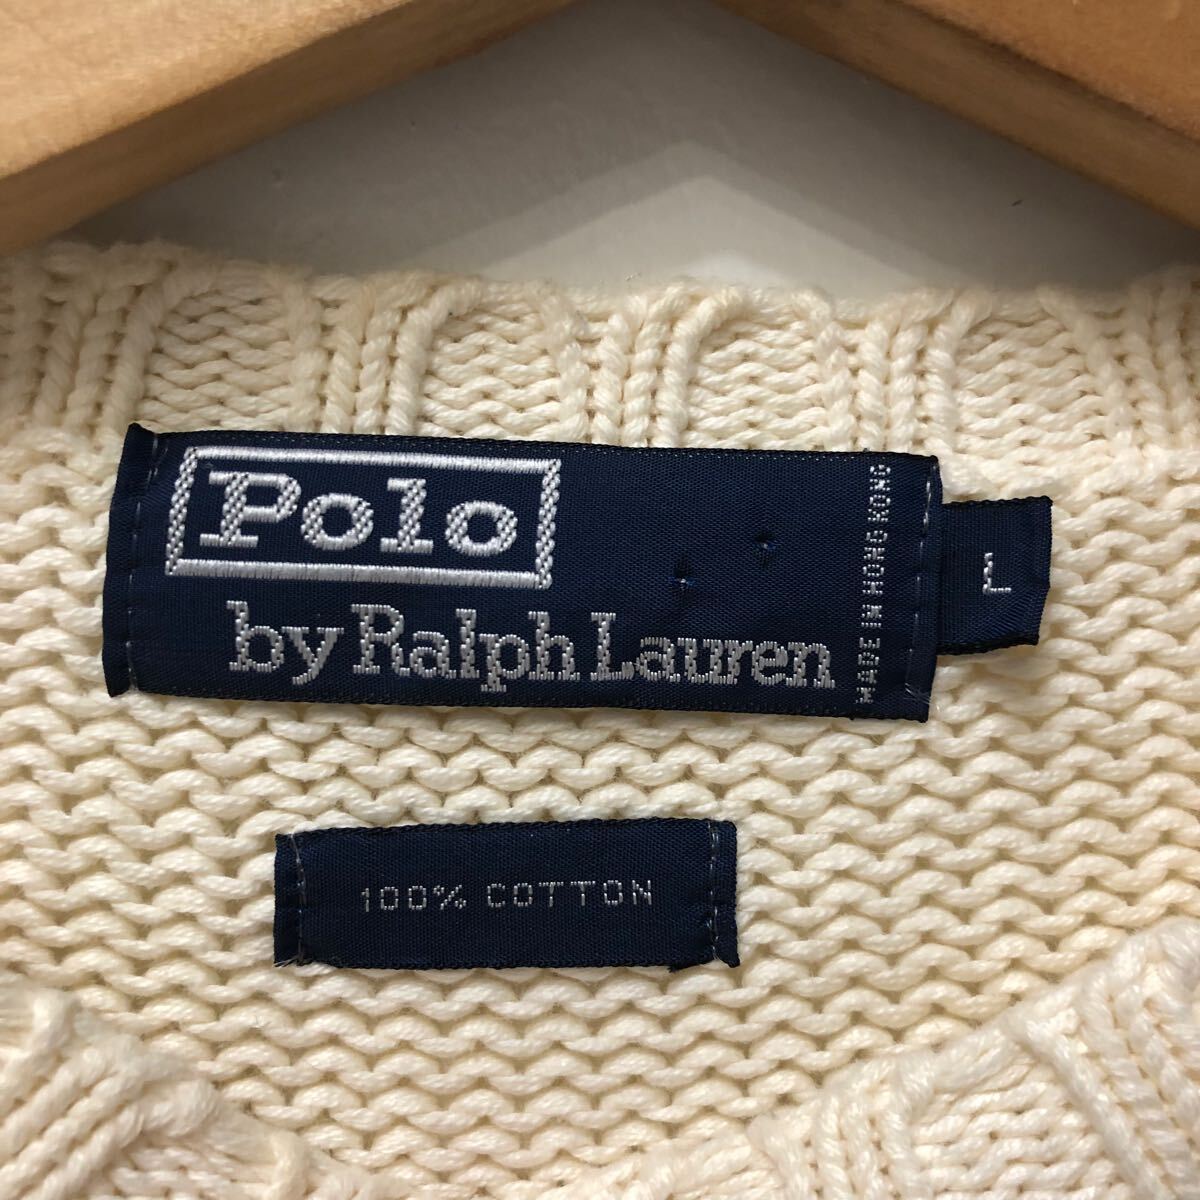 Polo
by Ralph Lauren
MADE IN HONG KONG
L
100% COTTON